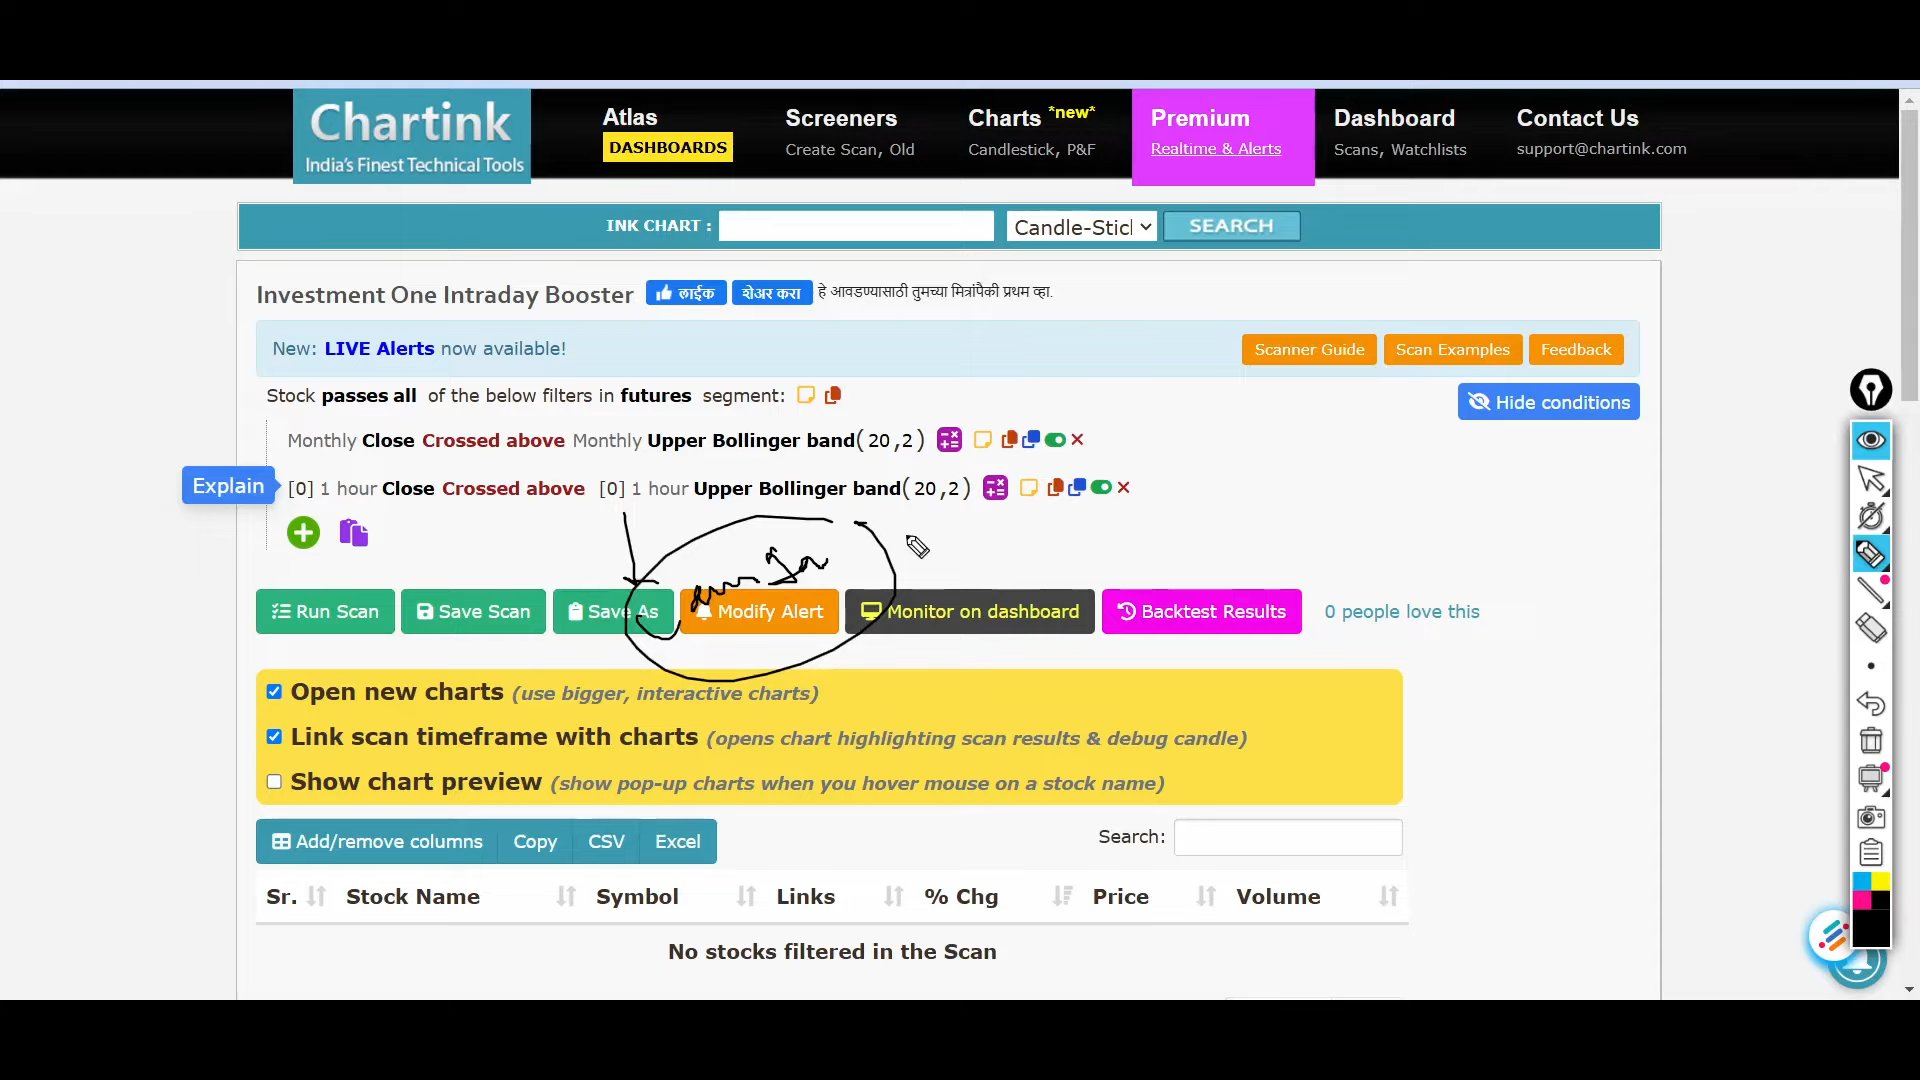 Chartink
India's Finest Technical Tools
Atlas
DASHBOARDS
Screeners
Create Scan, Old
Charts *new*
Candlestick, P&F
Premium
Realtime & Alerts
Dashboard
Scans, Watchlists
Contact Us
support@chartink.com
INK CHART : Candle-Stic SEARCH
Investment One Intraday Booster लाईक शेअर करा हे आवडण्यासाठी तुमच्या मित्रांपैकी प्रथम व्हा.
New: LIVE Alerts now available! Scanner Guide Scan Examples Feedback
Stock passes all of the below filters in futures segment: Hide conditions
Monthly Close Crossed above Monthly Upper Bollinger band(20,2)
Explain [0] 1 hour Close Crossed above [0] 1 hour Upper Bollinger band(20,2)
Run Scan Save Scan Save As Modify Alert Monitor on dashboard Backtest Results 0 people love this
Open new charts (use bigger, interactive charts)
Link scan timeframe with charts (opens chart highlighting scan results & debug candle)
Show chart preview (show pop-up charts when you hover mouse on a stock name)
Add/remove columns Copy CSV Excel Search:
Sr. Stock Name Symbol Links % Chg Price Volume
No stocks filtered in the Scan